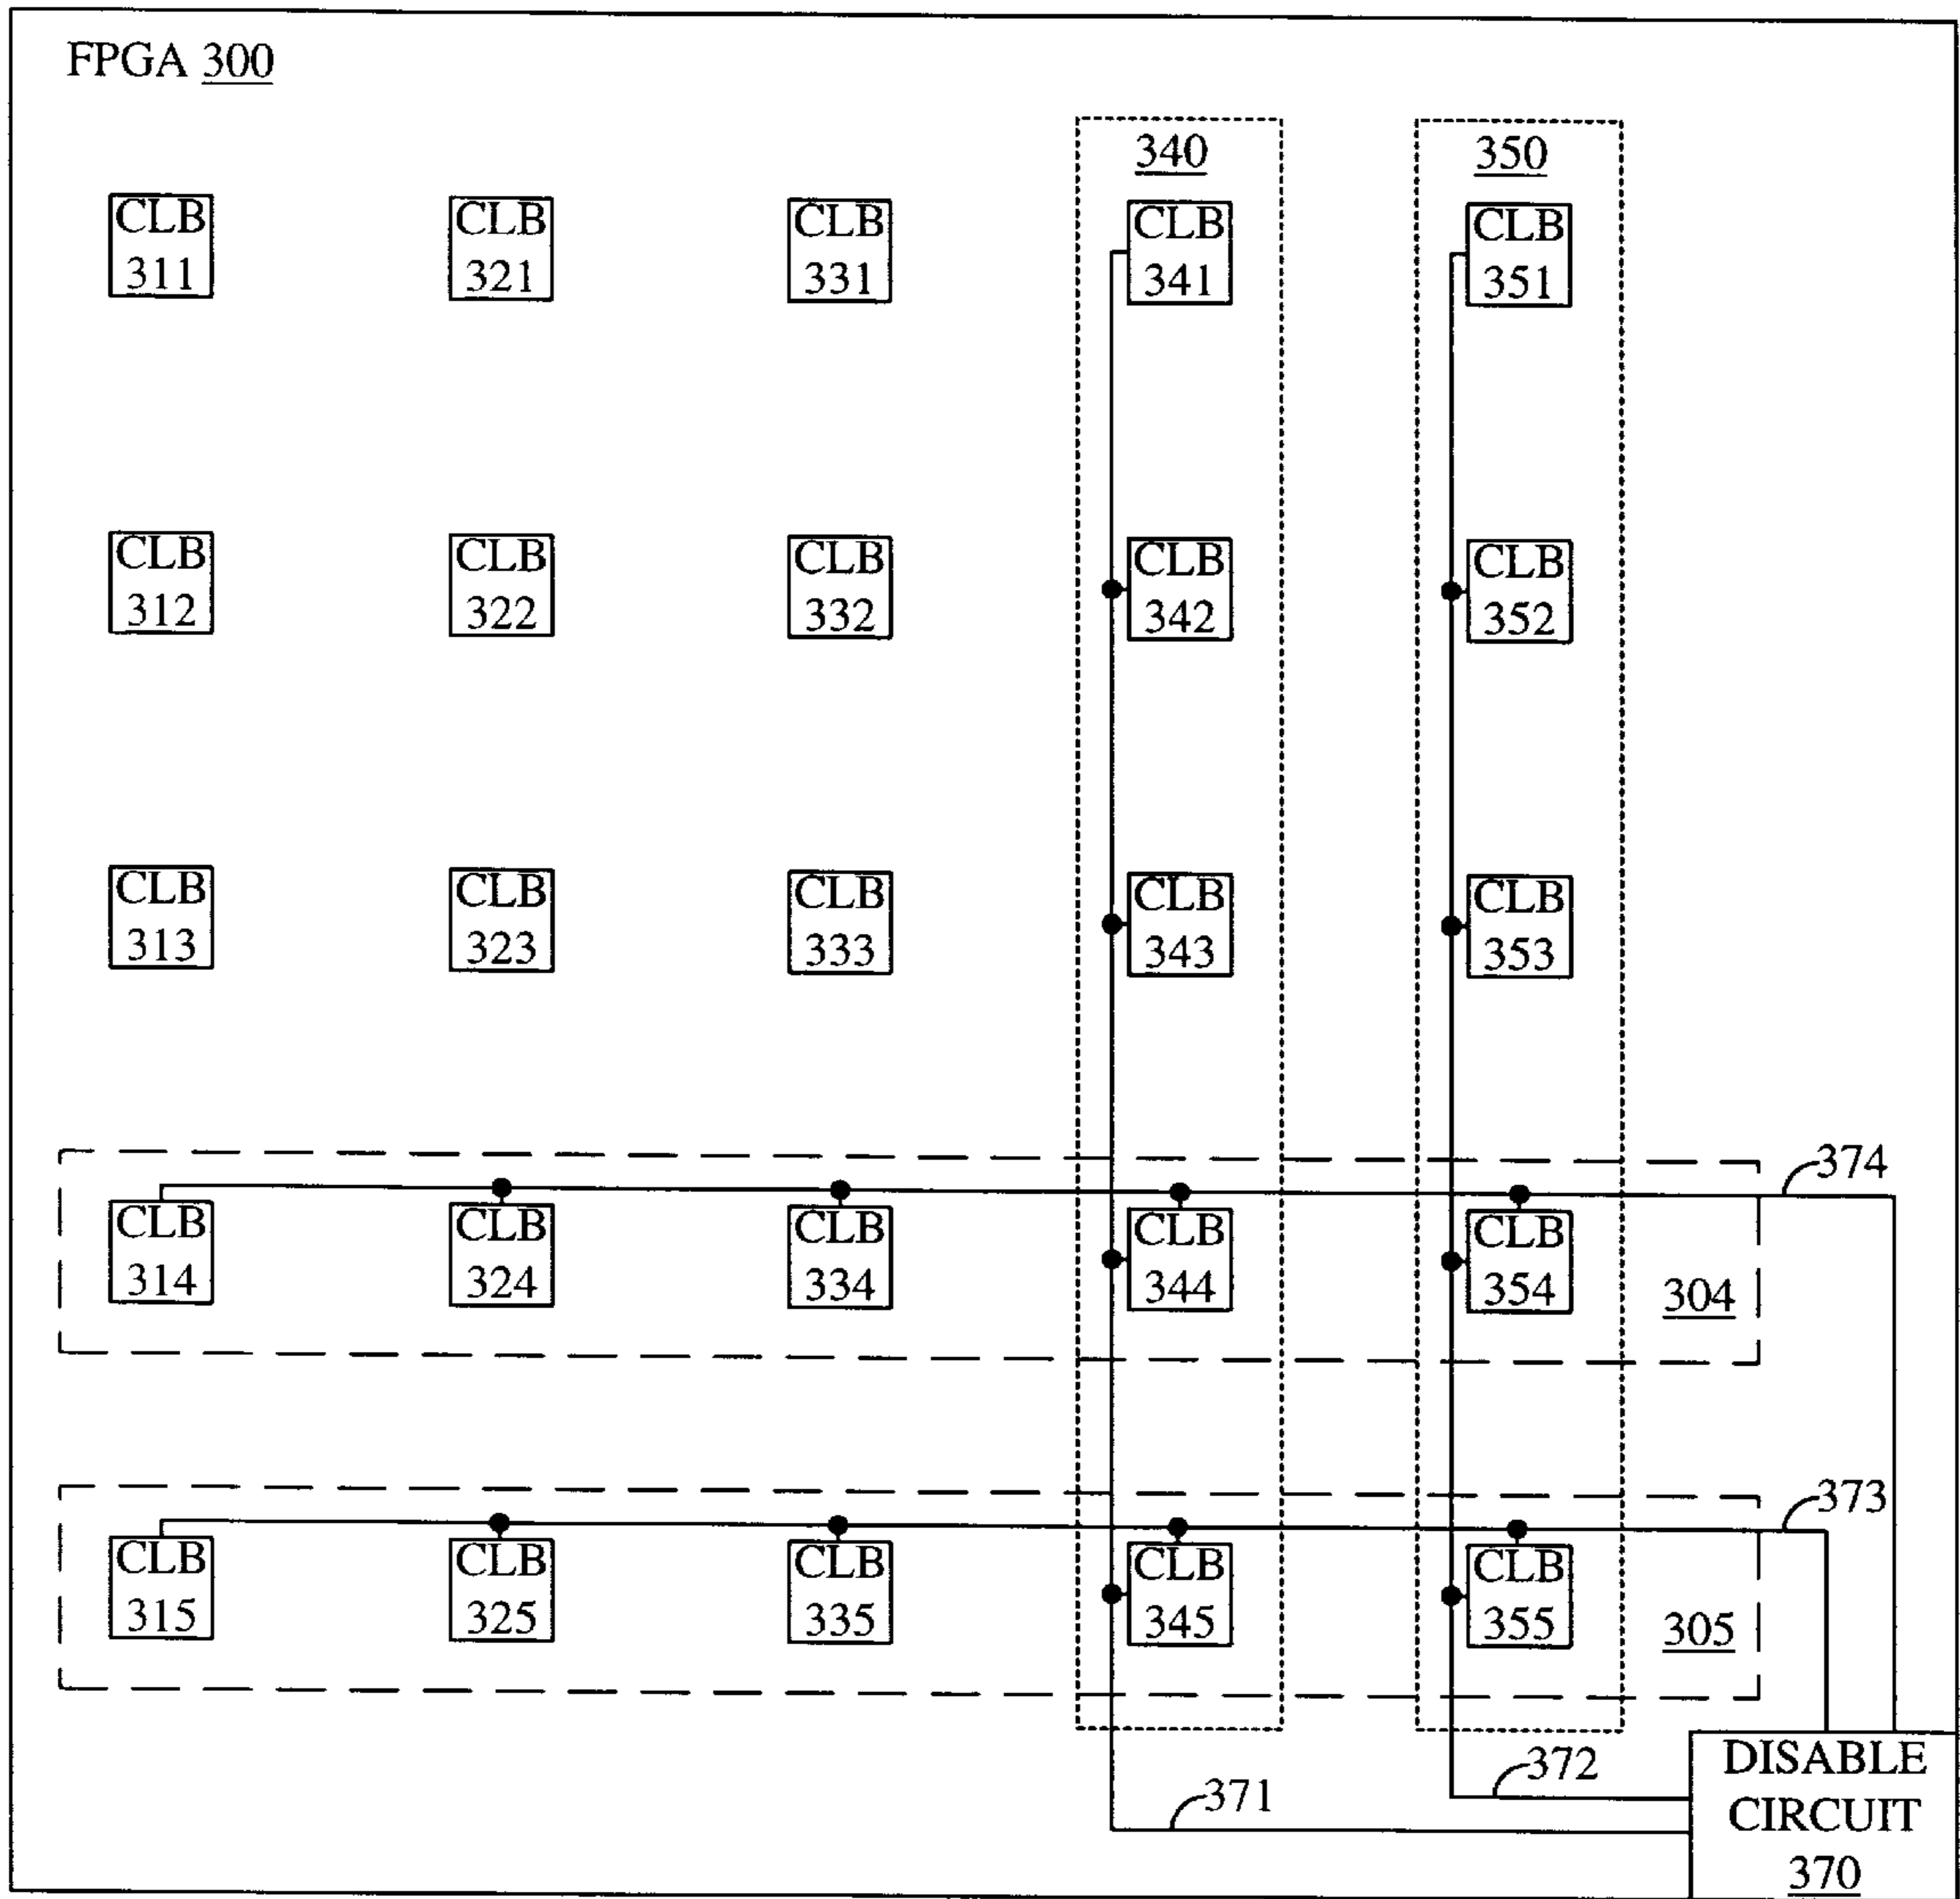 FPGA 300
340
350
CLB
311
CLB
321
CLB
331
CLB
341
CLB
351
CLB
312
CLB
322
CLB
332
CLB
342
CLB
352
CLB
313
CLB
323
CLB
333
CLB
343
CLB
353
374
CLB
314
CLB
324
CLB
334
CLB
344
CLB
354
304
373
CLB
315
CLB
325
CLB
335
CLB
345
CLB
355
305
372
371
DISABLE
CIRCUIT
370